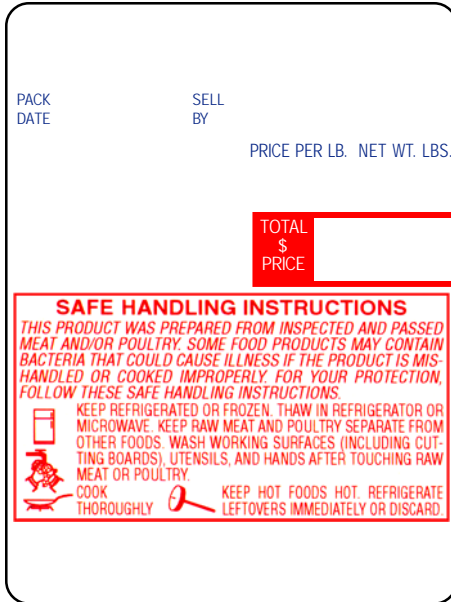 PACK SELL
DATE BY
PRICE PER LB. NET WT. LBS.
TOTAL
$
PRICE
SAFE HANDLING INSTRUCTIONS
THIS PRODUCT WAS PREPARED FROM INSPECTED AND PASSED
MEAT AND/OR POULTRY. SOME FOOD PRODUCTS MAY CONTAIN
BACTERIA THAT COULD CAUSE ILLNESS IF THE PRODUCT IS MIS-
HANDLED OR COOKED IMPROPERLY. FOR YOUR PROTECTION,
FOLLOW THESE SAFE HANDLING INSTRUCTIONS.
KEEP REFRIGERATED OR FROZEN. THAW IN REFRIGERATOR OR
MICROWAVE. KEEP RAW MEAT AND POULTRY SEPARATE FROM
OTHER FOODS. WASH WORKING SURFACES (INCLUDING CUT-
TING BOARDS), UTENSILS, AND HANDS AFTER TOUCHING RAW
MEAT OR POULTRY.
COOK
THOROUGHLY
KEEP HOT FOODS HOT. REFRIGERATE
LEFTOVERS IMMEDIATELY OR DISCARD.